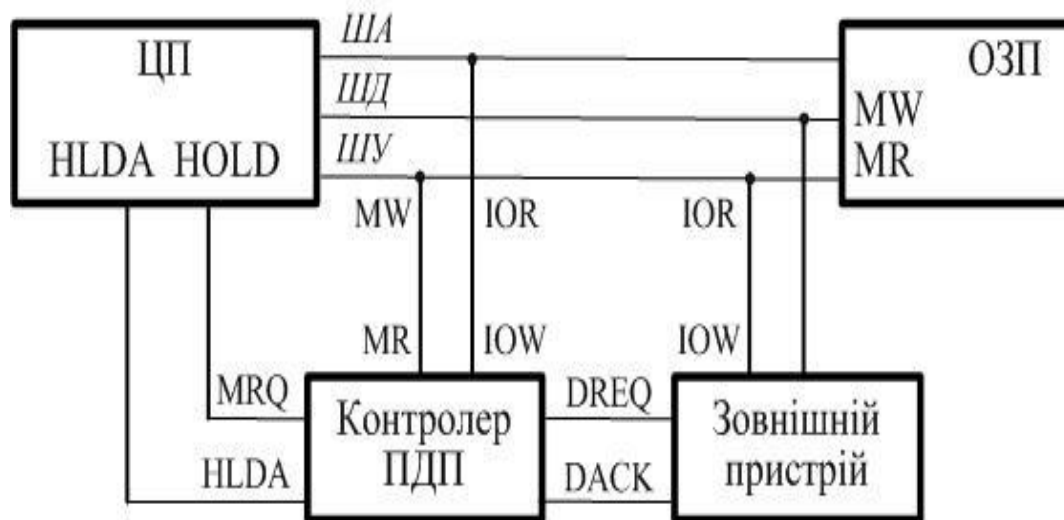 ЦП
HLDA HOLD
ША
ШД
ШУ
ОЗП
MW
MR
MW
IOR
IOR
MR
IOW
IOW
MRQ
HLDA
Контролер
ПДП
DREQ
DACK
Зовнішній
пристрій